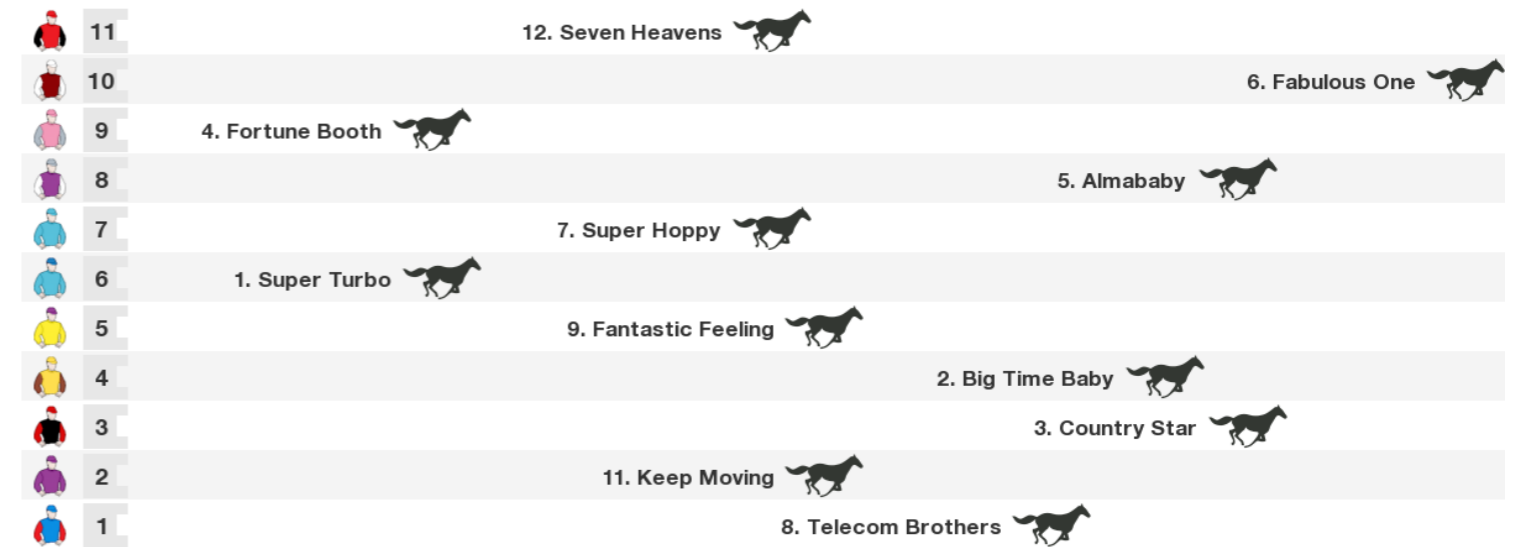 11 12. Seven Heavens
10 6. Fabulous One
9 4. Fortune Booth
8 5. Almababy
7 7. Super Hoppy
6 1. Super Turbo
5 9. Fantastic Feeling
4 2. Big Time Baby
3 3. Country Star
2 11. Keep Moving
1 8. Telecom Brothers